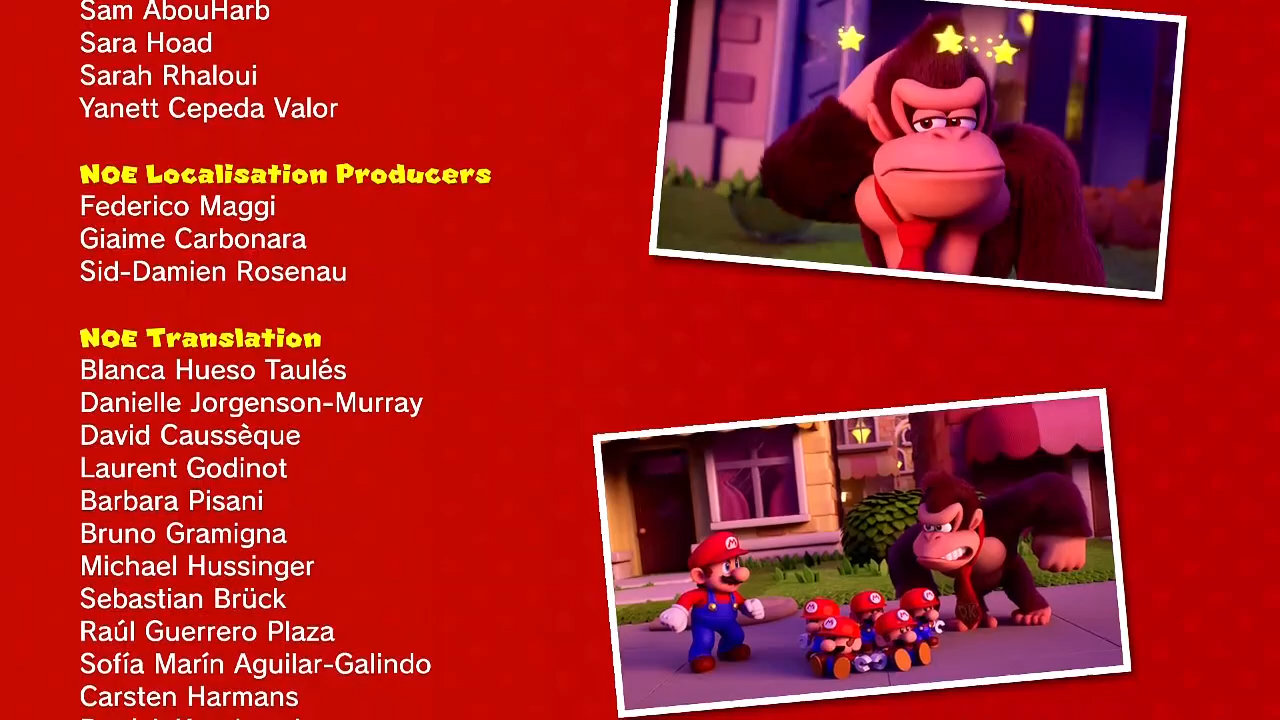 Sam AbouHarb
Sara Hoad
Sarah Rhaloui
Yanett Cepeda Valor
NOE Localisation Producers
Federico Maggi
Giaime Carbonara
Sid-Damien Rosenau
NOE Translation
Blanca Hueso Taulés
Danielle Jorgenson-Murray
David Caussèque
Laurent Godinot
Barbara Pisani
Bruno Gramigna
Michael Hussinger
Sebastian Brück
Raúl Guerrero Plaza
Sofía Marín Aguilar-Galindo
Carsten Harmans